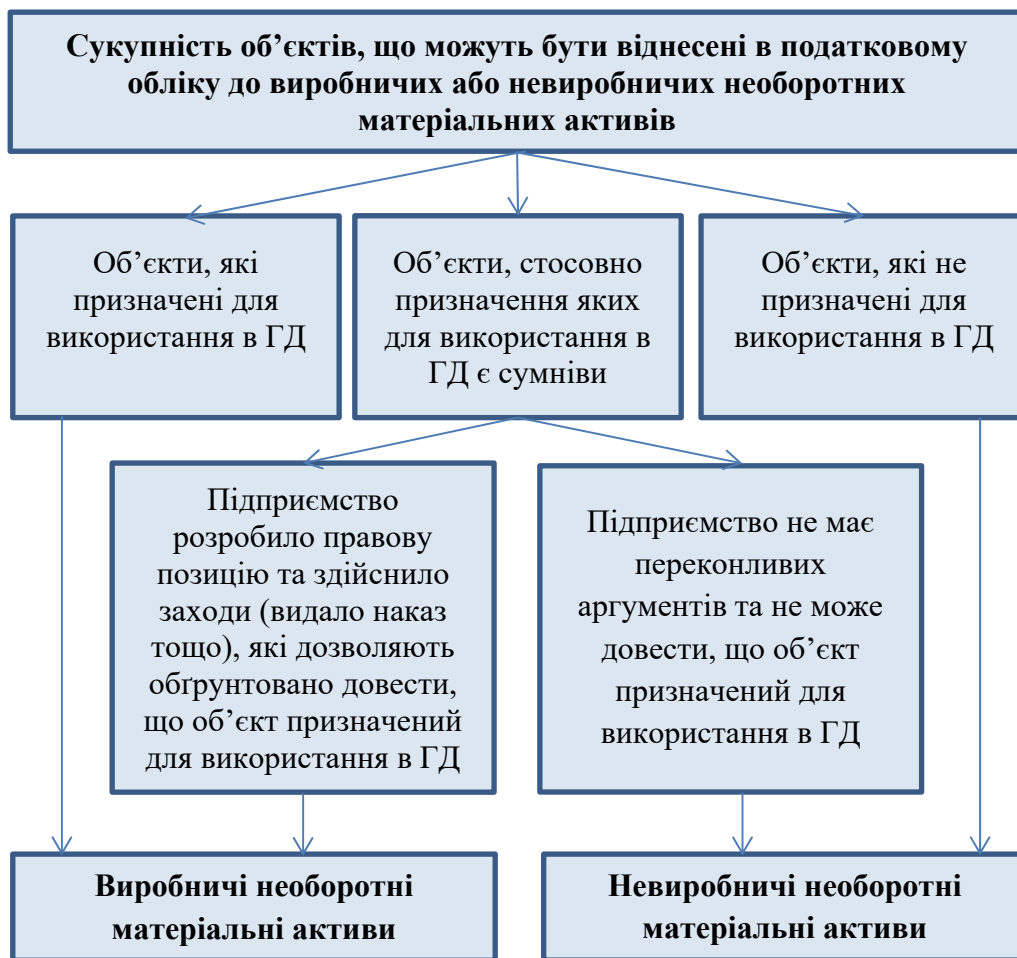 Сукупність об’єктів, що можуть бути віднесені в податковому
обліку до виробничих або невиробничих необоротних
матеріальних активів
Об’єкти, які
призначені для
використання в ГД
Об’єкти, стосовно
призначення яких
для використання в
ГД є сумніви
Об’єкти, які не
призначені для
використання в ГД
Підприємство
розробило правову
позицію та здійснило
заходи (видало наказ
тощо), які дозволяють
обґрунтовано довести,
що об’єкт призначений
для використання в ГД
Підприємство не має
переконливих
аргументів та не може
довести, що об’єкт
призначений для
використання в ГД
Виробничі необоротні
матеріальні активи
Невиробничі необоротні
матеріальні активи